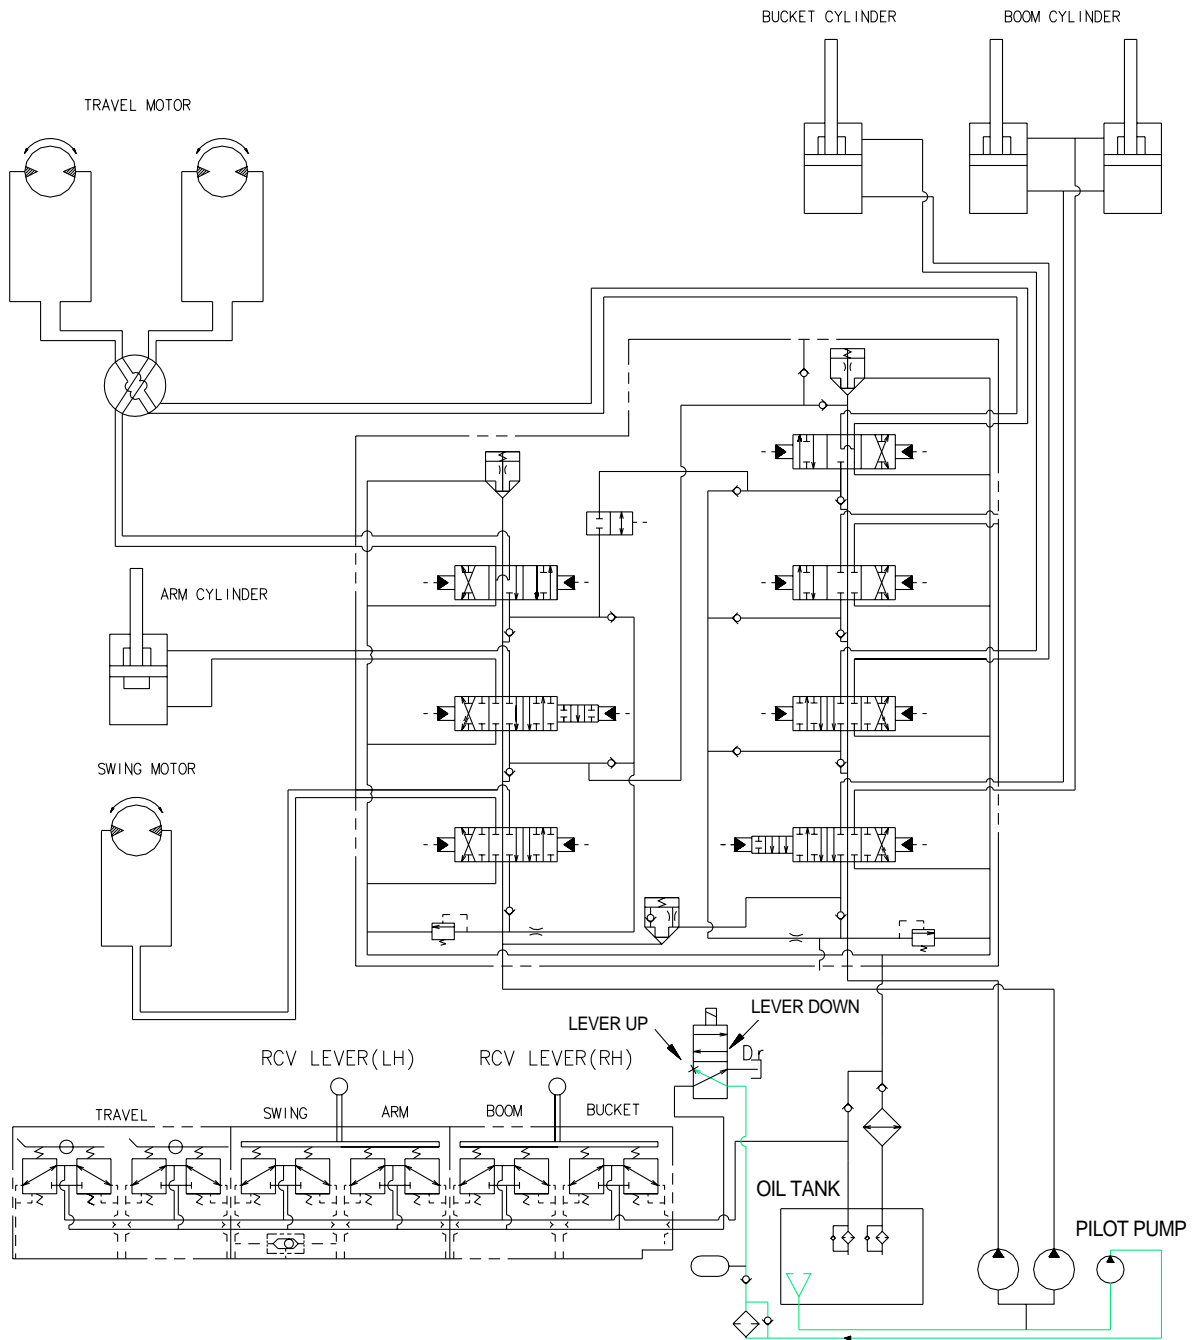 BUCKET CYLINDER
BOOM CYLINDER
TRAVEL MOTOR
ARM CYLINDER
SWING MOTOR
LEVER UP
LEVER DOWN
Dr
RCV LEVER(LH)
RCV LEVER(RH)
TRAVEL
SWING
ARM
BOOM
BUCKET
OIL TANK
PILOT PUMP